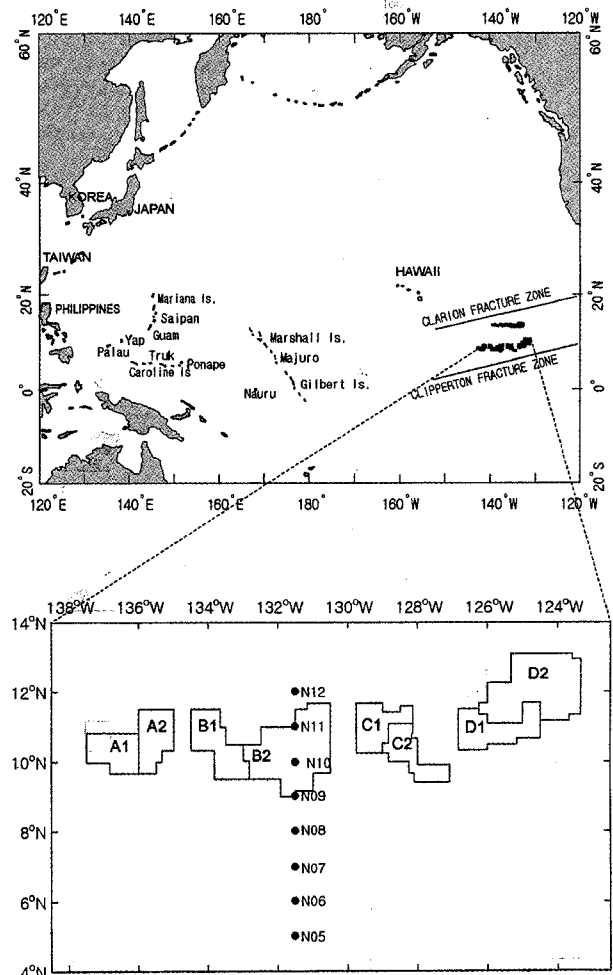 120°E 140°E 160°E 180° 160°W 140°W 120°W
60°N 60°N
40°N 40°N
KOREA
JAPAN
TAIWAN
HAWAII
20°N 20°N
Mariana Is.
CLARION FRACTURE ZONE
PHILIPPINES
Saipan
Guam
Yap
Marshall Is.
Palau
Truk
Ponape
Majuro
Caroline Is
Gilbert Is.
CLIPPERTON FRACTURE ZONE
0° Nauru 0°
20°S 20°S
120°E 140°E 160°E 180° 160°W 140°W 120°W
138°W 136°W 134°W 132°W 130°W 128°W 126°W 124°W
14°N
D2
12°N N12
A2 B1 N11 C1 D1
A1 C2
10°N B2 N10
N09
8°N N08
N07
6°N N06
N05
4°N